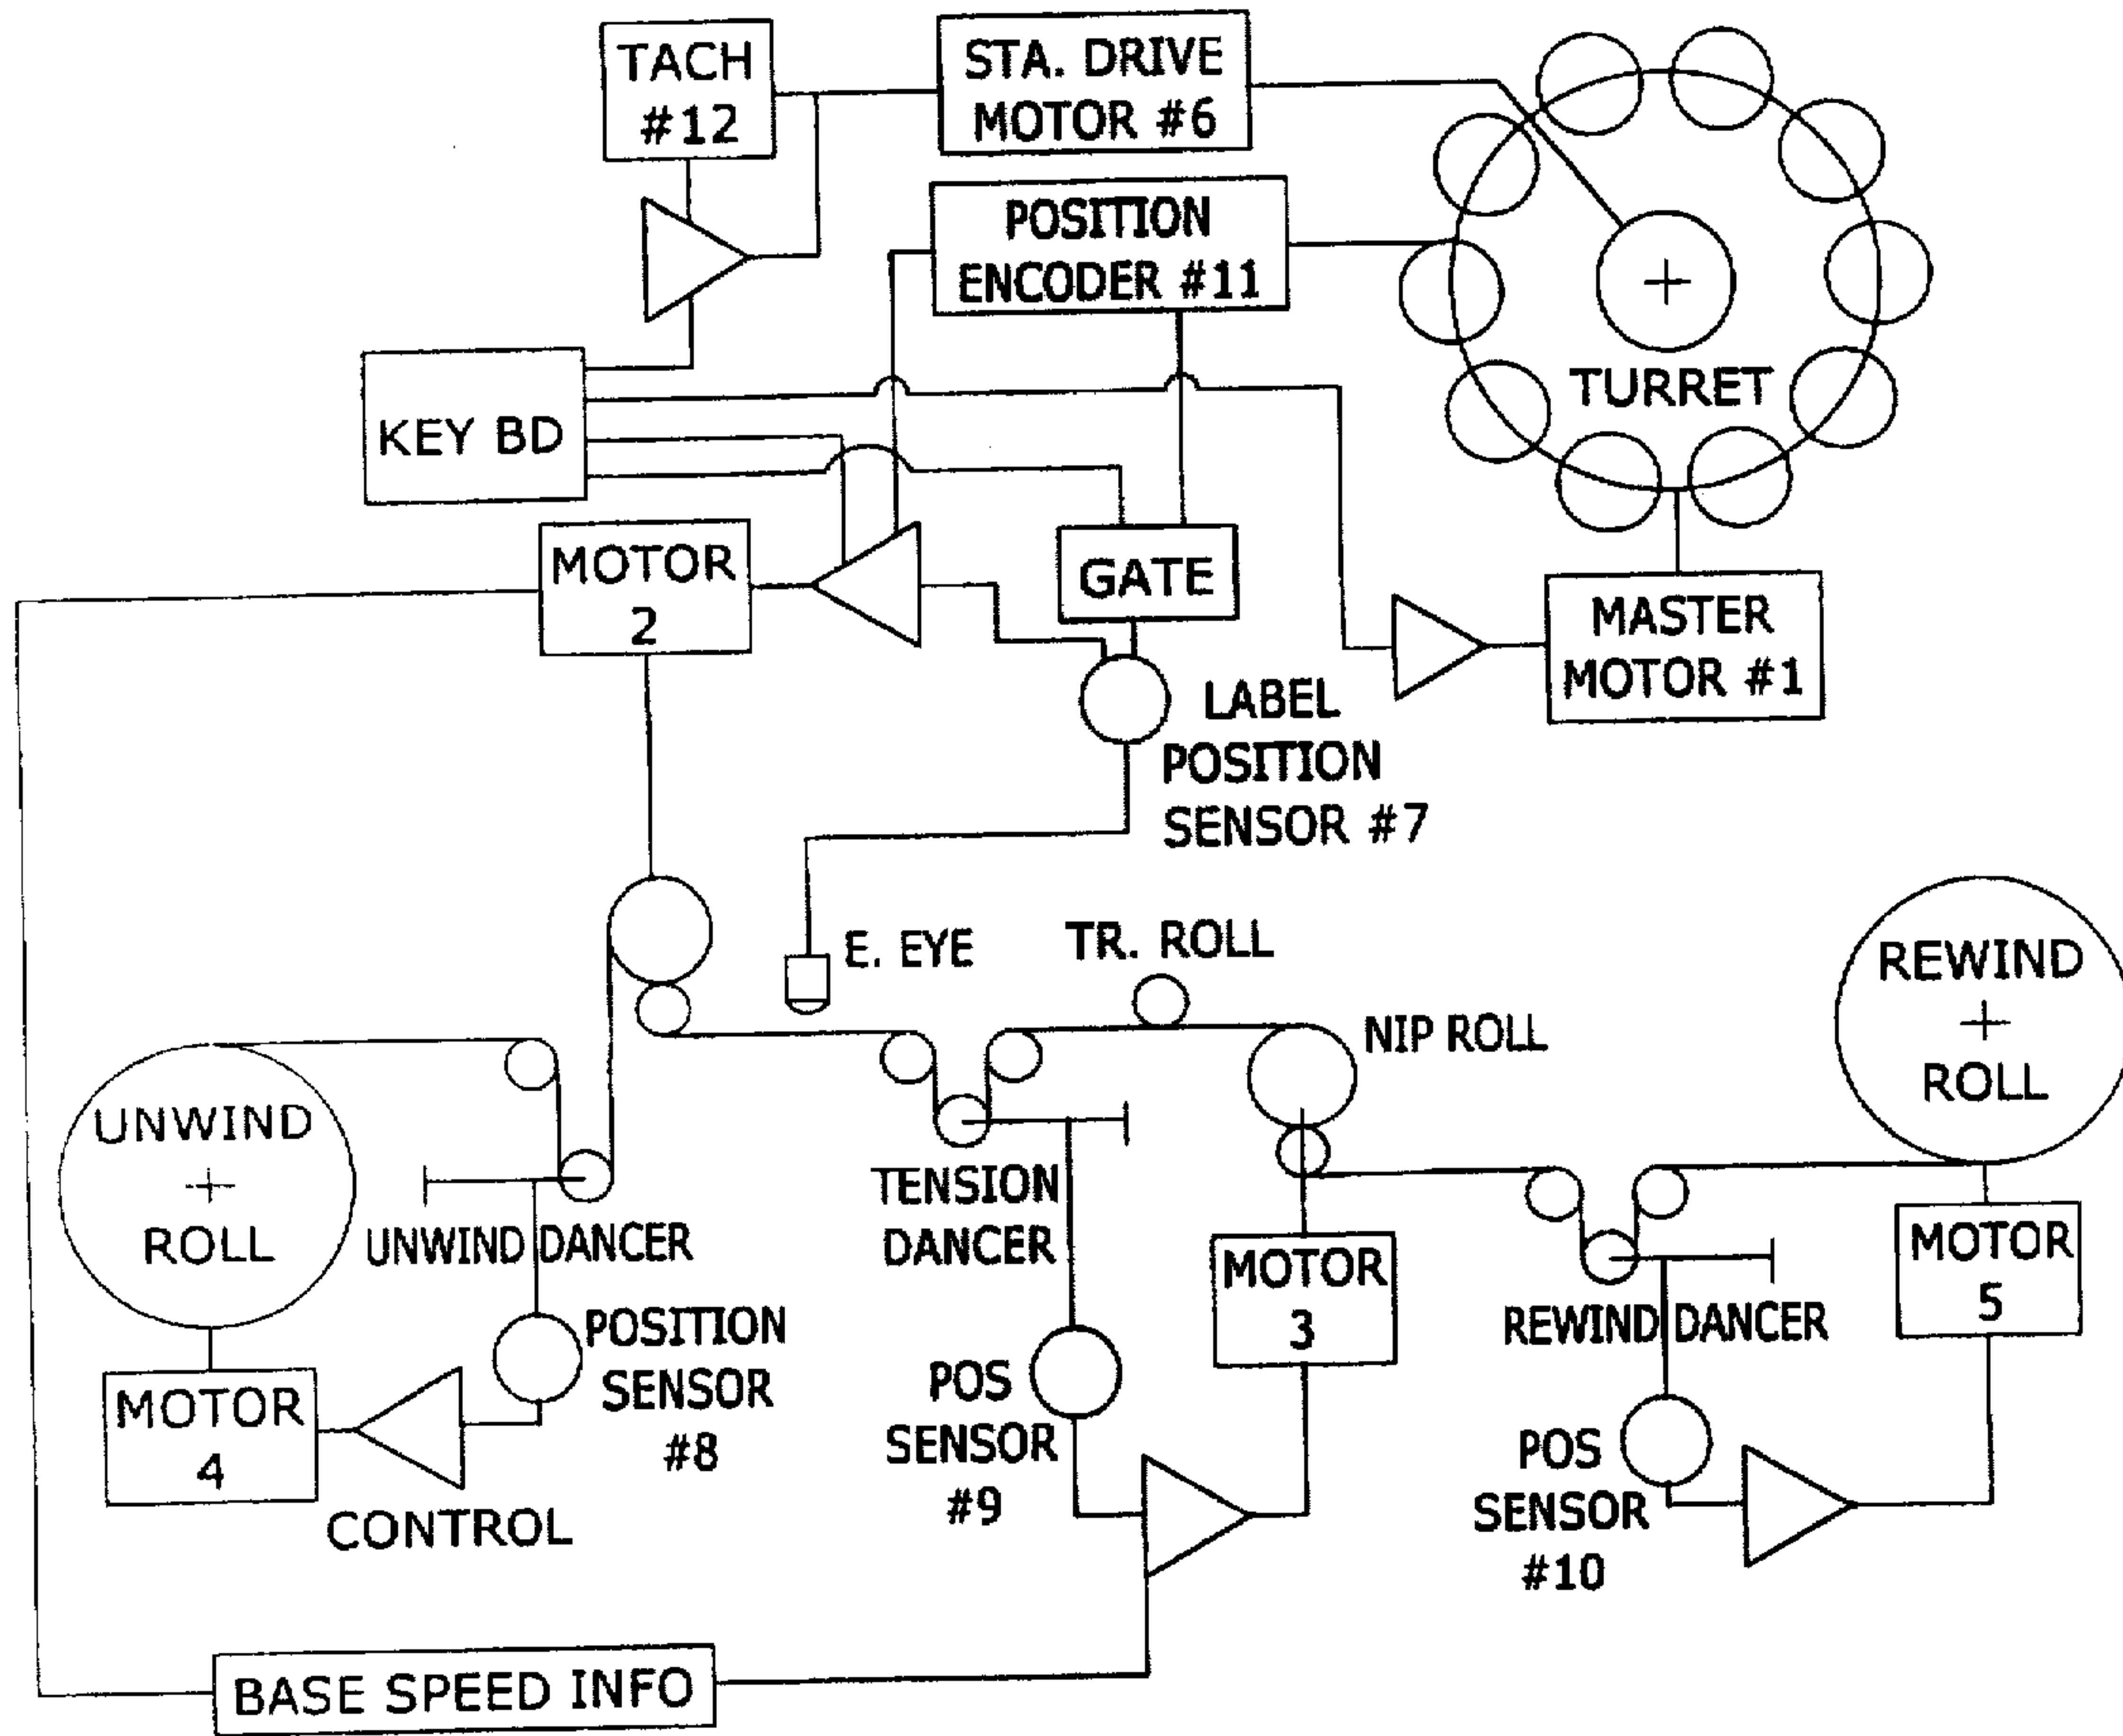 TACH
#12
STA. DRIVE
MOTOR #6
POSITION
ENCODER #11
TURRET
KEY BD
MOTOR
2
GATE
MASTER
MOTOR #1
LABEL
POSITION
SENSOR #7
E. EYE
TR. ROLL
NIP ROLL
REWIND
ROLL
UNWIND
ROLL
UNWIND DANCER
TENSION
DANCER
MOTOR
3
REWIND DANCER
MOTOR
5
POSITION
SENSOR
#8
MOTOR
4
CONTROL
POS
SENSOR
#9
POS
SENSOR
#10
BASE SPEED INFO